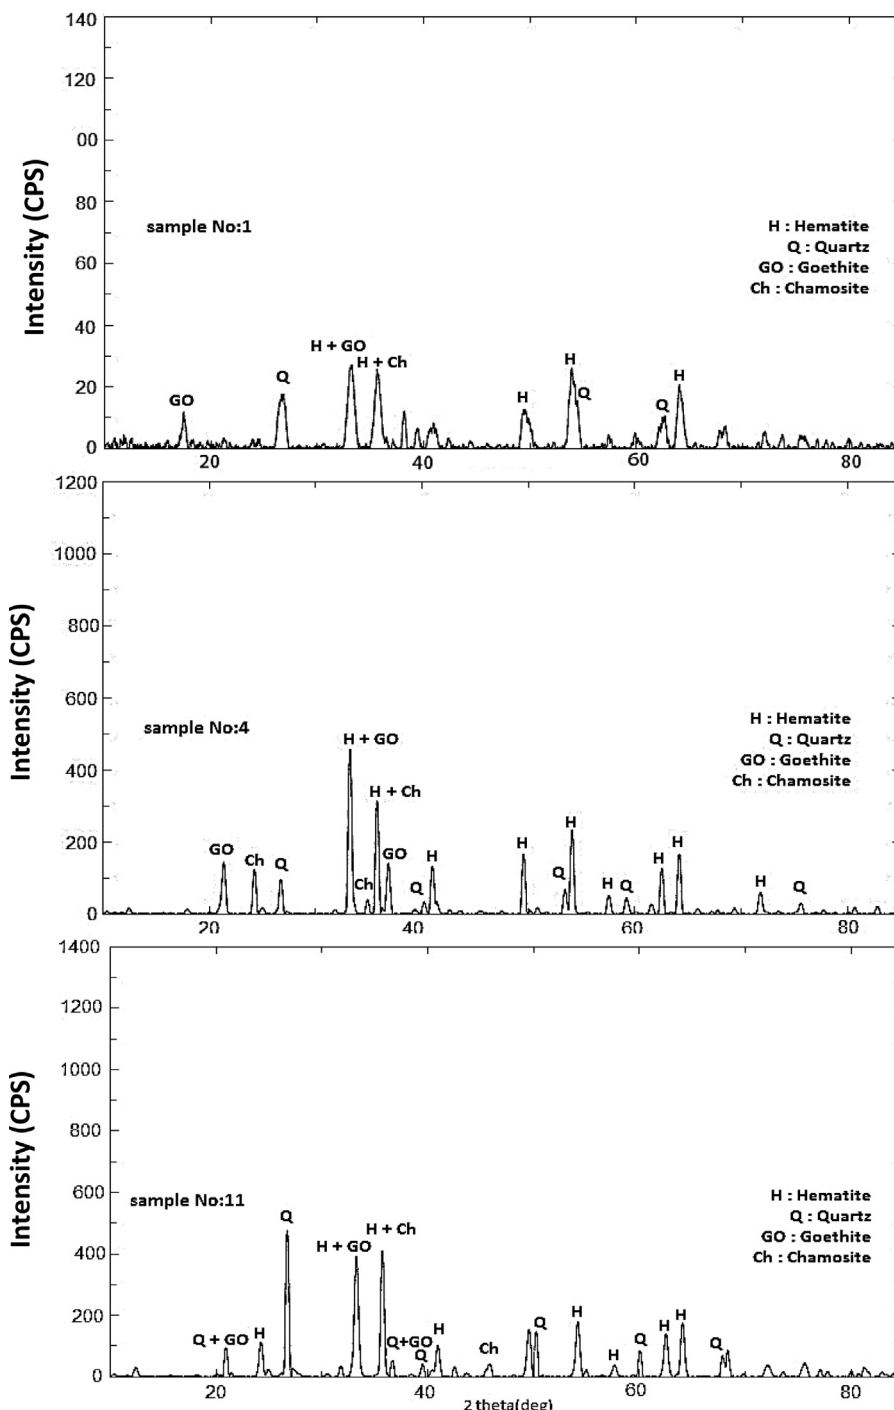 140
120
00
80
60
40
20
0
Intensity (CPS)
sample No:1
H : Hematite
Q : Quartz
GO : Goethite
Ch : Chamosite
GO
Q
H + GO
H + Ch
H
H
Q
Q
H
20
40
60
80
1200
1000
800
600
400
200
0
Intensity (CPS)
sample No:4
H : Hematite
Q : Quartz
GO : Goethite
Ch : Chamosite
GO
Ch
Q
H + GO
Ch
H + Ch
GO
Q
H
H
Q
H
H
Q
H
H
H
Q
20
40
60
80
1400
1200
1000
800
600
400
200
0
Intensity (CPS)
sample No:11
H : Hematite
Q : Quartz
GO : Goethite
Ch : Chamosite
Q + GO
H
Q
H + GO
H + Ch
Q+GO
Q
H
Ch
Q
H
H
Q
H
H
Q
20
40
60
80
2 theta(deg)